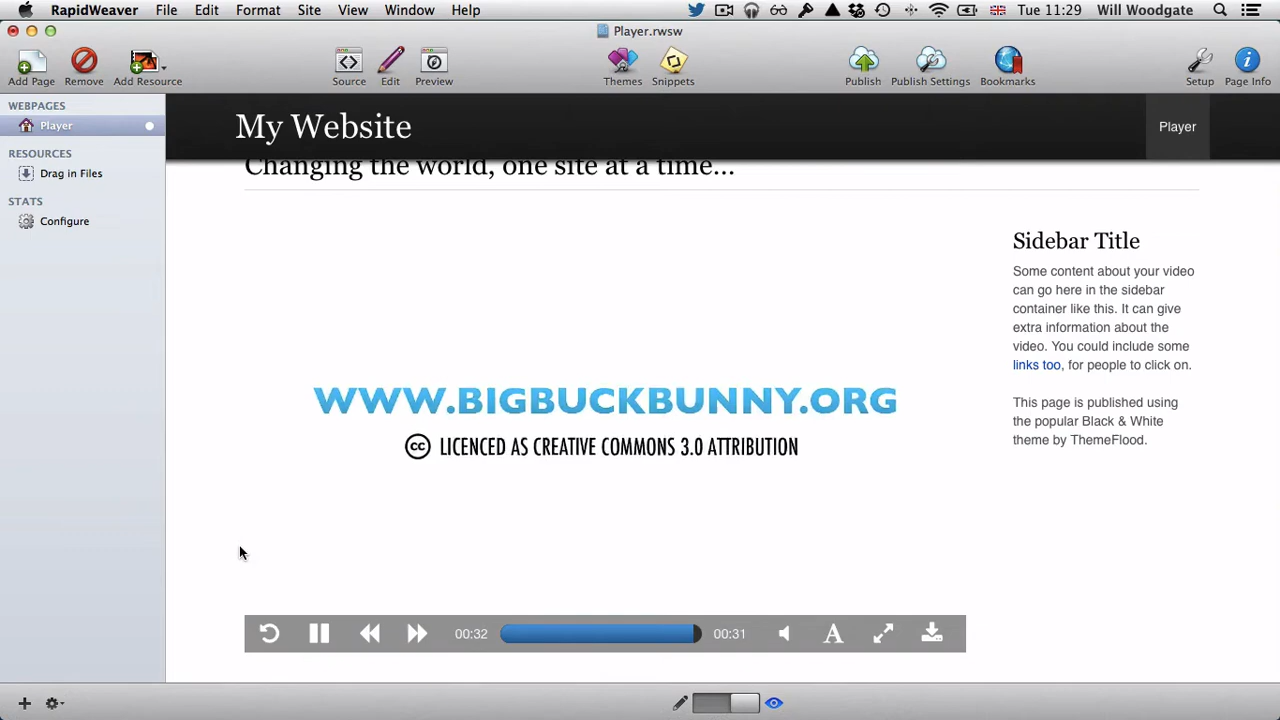 RapidWeaver File Edit Format Site View Window Help Tue 11:29 Will Woodgate
Player.rwsw
Add Page Remove Add Resource Source Edit Preview Themes Snippets Publish Publish Settings Bookmarks Setup Page Info
WEBPAGES
Player
RESOURCES
Drag in Files
STATS
Configure
My Website
Player
Changing the world, one site at a time...
WWW.BIGBUCKBUNNY.ORG
cc LICENCED AS CREATIVE COMMONS 3.0 ATTRIBUTION
00:32 00:31 A
Sidebar Title
Some content about your video
can go here in the sidebar
container like this. It can give
extra information about the
video. You could include some
links too, for people to click on.
This page is published using
the popular Black & White
theme by ThemeFlood.